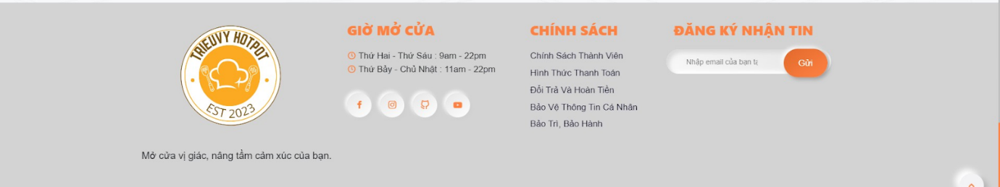 TRIEUVY HOTPOT
EST 2023
Mở cửa vị giác, nâng tầm cảm xúc của bạn.
GIỜ MỞ CỬA
Thứ Hai - Thứ Sáu : 9am - 22pm
Thứ Bảy - Chủ Nhật : 11am - 22pm
CHÍNH SÁCH
Chính Sách Thành Viên
Hình Thức Thanh Toán
Đổi Trả Và Hoàn Tiền
Bảo Vệ Thông Tin Cá Nhân
Bảo Trì, Bảo Hành
ĐĂNG KÝ NHẬN TIN
Nhập email của bạn tạ
Gửi